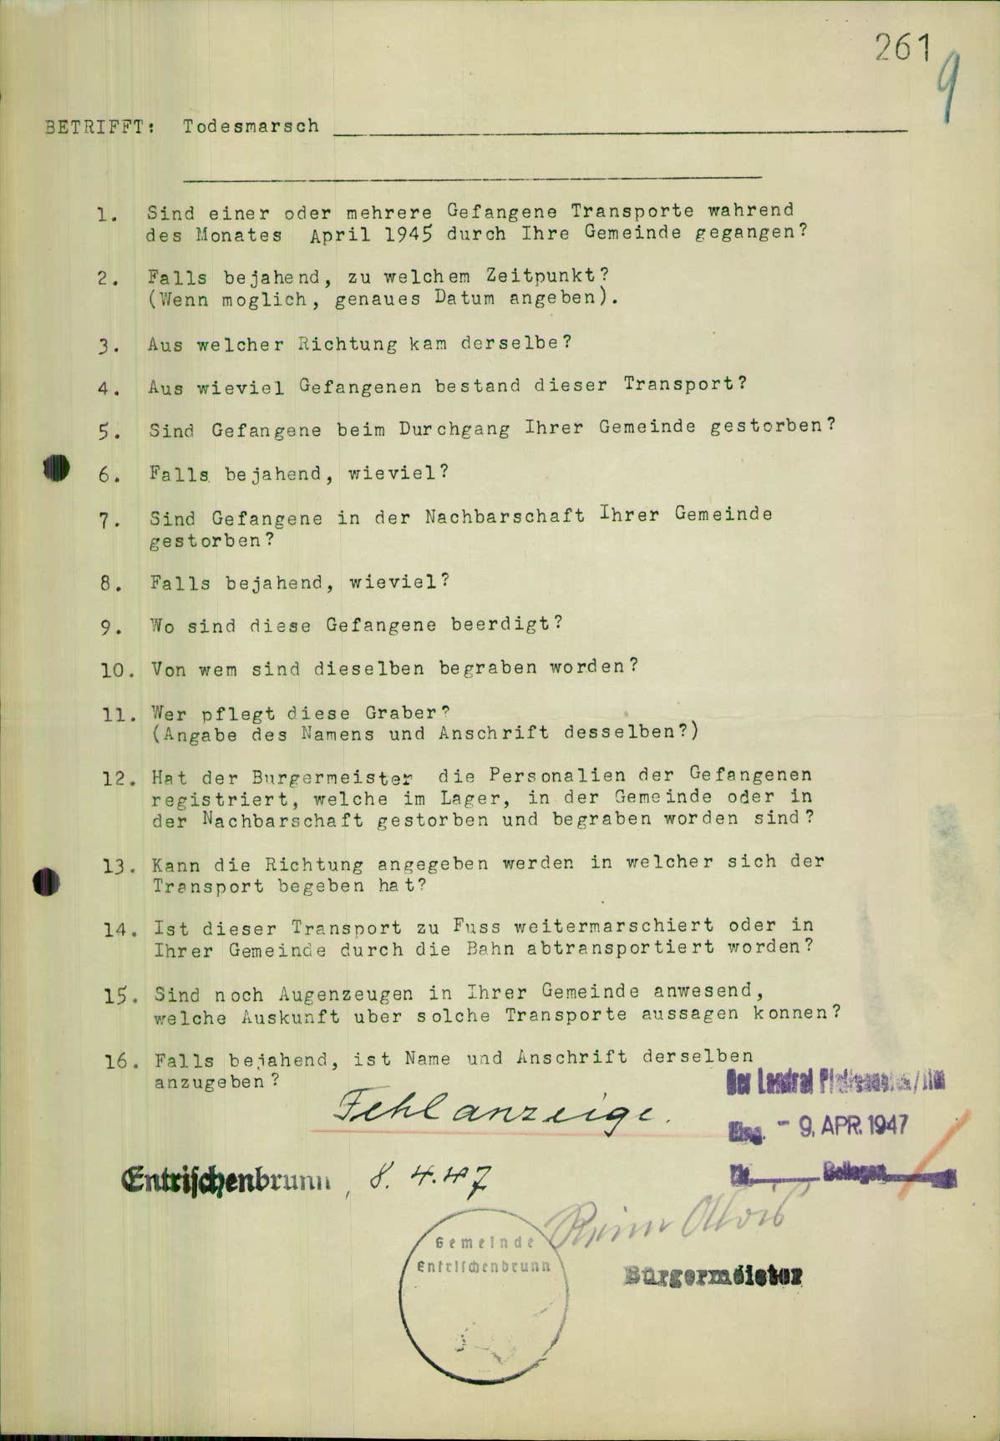 261
9
BETRIFFT: Todesmarsch
1. Sind einer oder mehrere Gefangene Transporte wahrend
des Monates April 1945 durch Ihre Gemeinde gegangen?
2. Falls bejahend, zu welchem Zeitpunkt?
(Wenn moglich, genaues Datum angeben).
3. Aus welcher Richtung kam derselbe?
4. Aus wieviel Gefangenen bestand dieser Transport?
5. Sind Gefangene beim Durchgang Ihrer Gemeinde gestorben?
6. Falls bejahend, wieviel?
7. Sind Gefangene in der Nachbarschaft Ihrer Gemeinde
gestorben?
8. Falls bejahend, wieviel?
9. Wo sind diese Gefangene beerdigt?
10. Von wem sind dieselben begraben worden?
11. Wer pflegt diese Graber?
(Angabe des Namens und Anschrift desselben?)
12. Hat der Burgermeister die Personalien der Gefangenen
registriert, welche im Lager, in der Gemeinde oder in
der Nachbarschaft gestorben und begraben worden sind?
13. Kann die Richtung angegeben werden in welcher sich der
Transport begeben hat?
14. Ist dieser Transport zu Fuss weitermarschiert oder in
Ihrer Gemeinde durch die Bahn abtransportiert worden?
15. Sind noch Augenzeugen in Ihrer Gemeinde anwesend,
welche Auskunft uber solche Transporte aussagen konnen?
16. Falls bejahend, ist Name und Anschrift derselben
anzugeben?
Der Landrat Pfaffenhofen/Ilm
Fehlanzeige.
Eing. - 9. APR. 1947
Beilagen
Entrischenbrunn, 8.4.47
Alois
Gemeinde
Entrischenbrunn
Bürgermeister